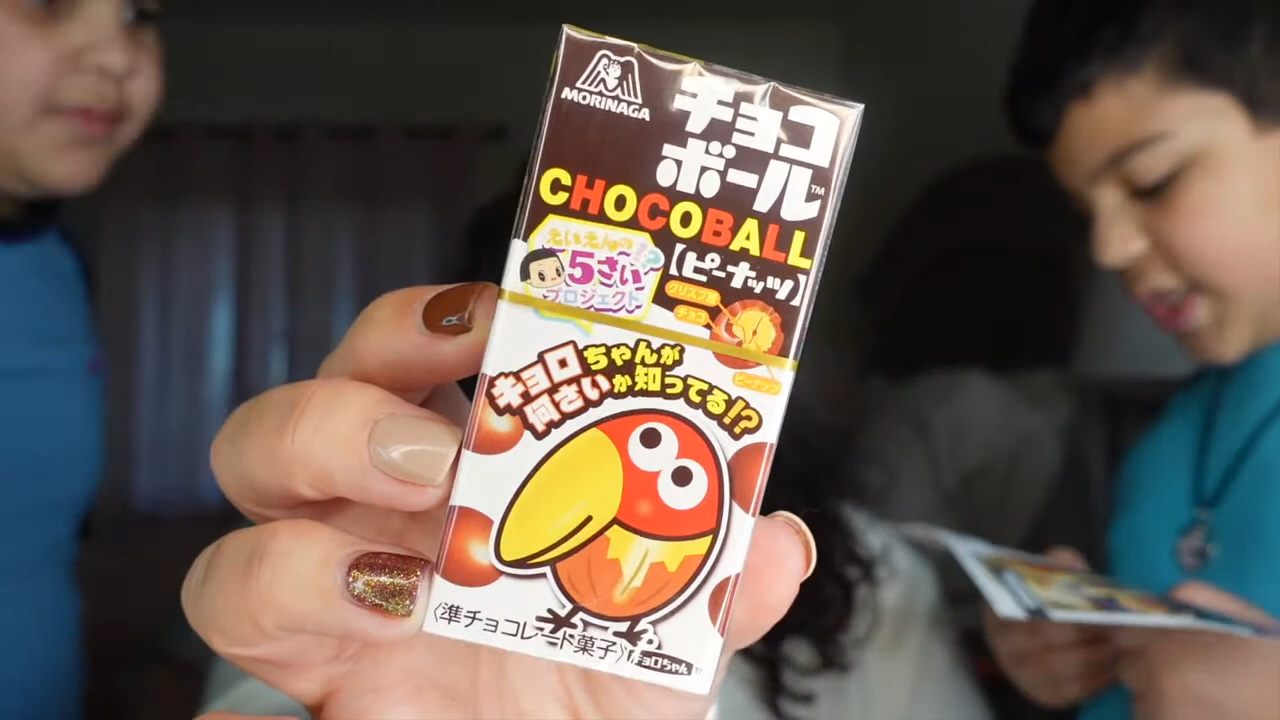 MORINAGA
チョコ
ボール™
CHOCOBALL
【ピーナッツ】
えいえんの!?
5さい
プロジェクト
クリスプ層
チョコ
ピーナッツ
キョロちゃんが
何さいか知ってる!?
〈準チョコレート菓子〉
キョロちゃん